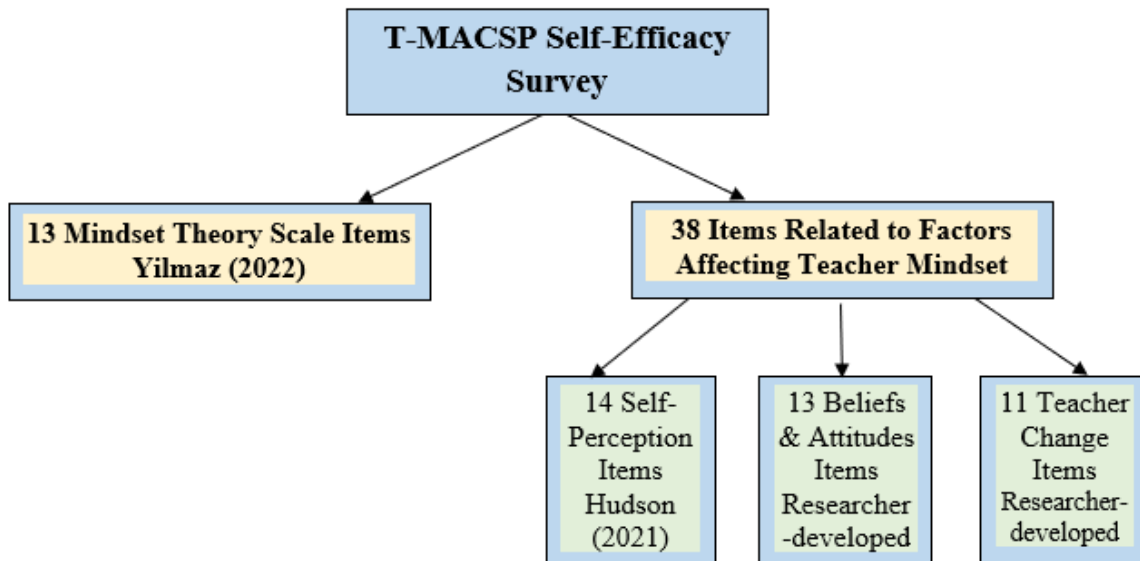 T-MACSP Self-Efficacy
Survey
13 Mindset Theory Scale Items
Yilmaz (2022)
38 Items Related to Factors
Affecting Teacher Mindset
14 Self-
Perception
Items
Hudson
(2021)
13 Beliefs
& Attitudes
Items
Researcher
-developed
11 Teacher
Change
Items
Researcher-
developed